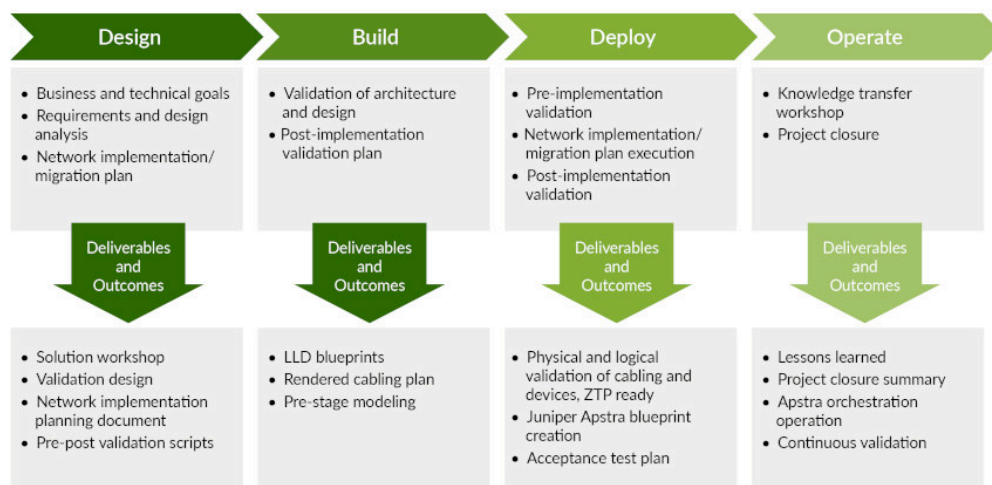 Design
Build
Deploy
Operate
• Business and technical goals
• Requirements and design
analysis
• Network implementation/
migration plan
• Validation of architecture
and design
• Post-implementation
validation plan
• Pre-implementation
validation
• Network implementation/
migration plan execution
• Post-implementation
validation
• Knowledge transfer
workshop
• Project closure
Deliverables
and
Outcomes
Deliverables
and
Outcomes
Deliverables
and
Outcomes
Deliverables
and
Outcomes
• Solution workshop
• Validation design
• Network implementation
planning document
• Pre-post validation scripts
• LLD blueprints
• Rendered cabling plan
• Pre-stage modeling
• Physical and logical
validation of cabling and
devices, ZTP ready
• Juniper Apstra blueprint
creation
• Acceptance test plan
• Lessons learned
• Project closure summary
• Apstra orchestration
operation
• Continuous validation